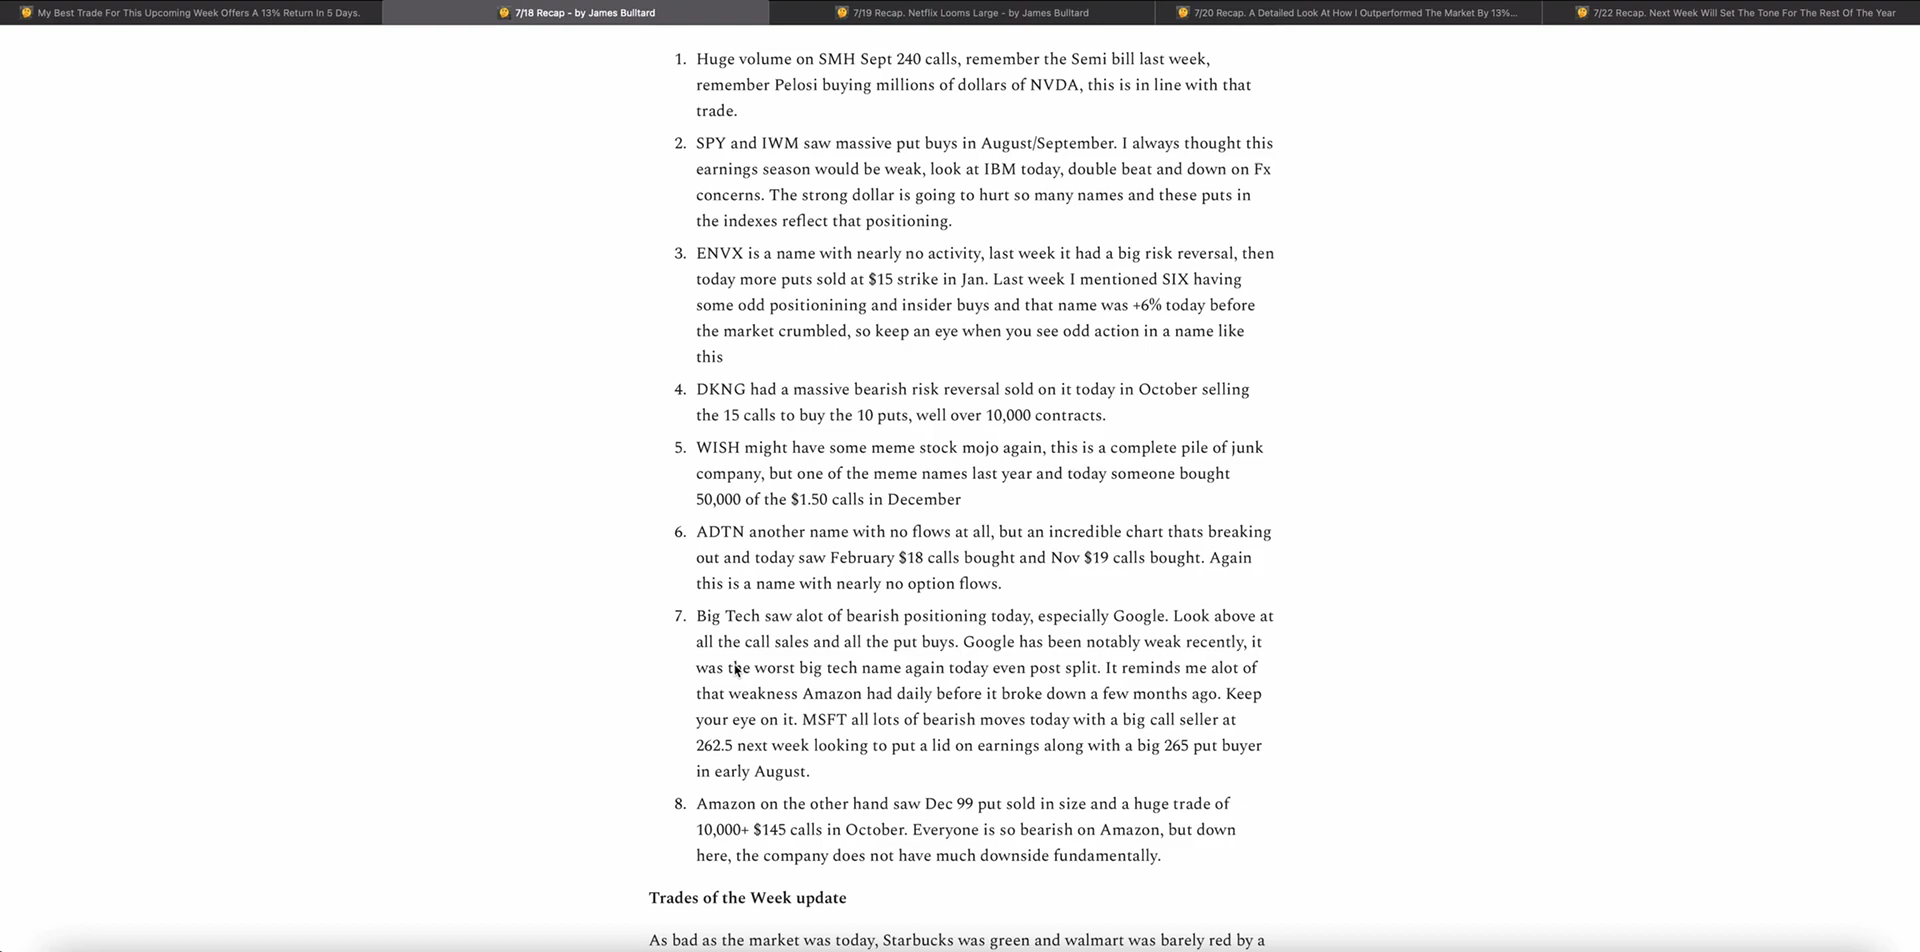 My Best Trade For This Upcoming Week Offers A 13% Return In 5 Days.
7/18 Recap - by James Bulltard
7/19 Recap. Netflix Looms Large - by James Bulltard
7/20 Recap. A Detailed Look At How I Outperformed The Market By 13%...
7/22 Recap. Next Week Will Set The Tone For The Rest Of The Year
1. Huge volume on SMH Sept 240 calls, remember the Semi bill last week,
remember Pelosi buying millions of dollars of NVDA, this is in line with that
trade.
2. SPY and IWM saw massive put buys in August/September. I always thought this
earnings season would be weak, look at IBM today, double beat and down on Fx
concerns. The strong dollar is going to hurt so many names and these puts in
the indexes reflect that positioning.
3. ENVX is a name with nearly no activity, last week it had a big risk reversal, then
today more puts sold at $15 strike in Jan. Last week I mentioned SIX having
some odd positionining and insider buys and that name was +6% today before
the market crumbled, so keep an eye when you see odd action in a name like
this
4. DKNG had a massive bearish risk reversal sold on it today in October selling
the 15 calls to buy the 10 puts, well over 10,000 contracts.
5. WISH might have some meme stock mojo again, this is a complete pile of junk
company, but one of the meme names last year and today someone bought
50,000 of the $1.50 calls in December
6. ADTN another name with no flows at all, but an incredible chart thats breaking
out and today saw February $18 calls bought and Nov $19 calls bought. Again
this is a name with nearly no option flows.
7. Big Tech saw alot of bearish positioning today, especially Google. Look above at
all the call sales and all the put buys. Google has been notably weak recently, it
was the worst big tech name again today even post split. It reminds me alot of
that weakness Amazon had daily before it broke down a few months ago. Keep
your eye on it. MSFT all lots of bearish moves today with a big call seller at
262.5 next week looking to put a lid on earnings along with a big 265 put buyer
in early August.
8. Amazon on the other hand saw Dec 99 put sold in size and a huge trade of
10,000+ $145 calls in October. Everyone is so bearish on Amazon, but down
here, the company does not have much downside fundamentally.
Trades of the Week update
As bad as the market was today, Starbucks was green and walmart was barely red by a